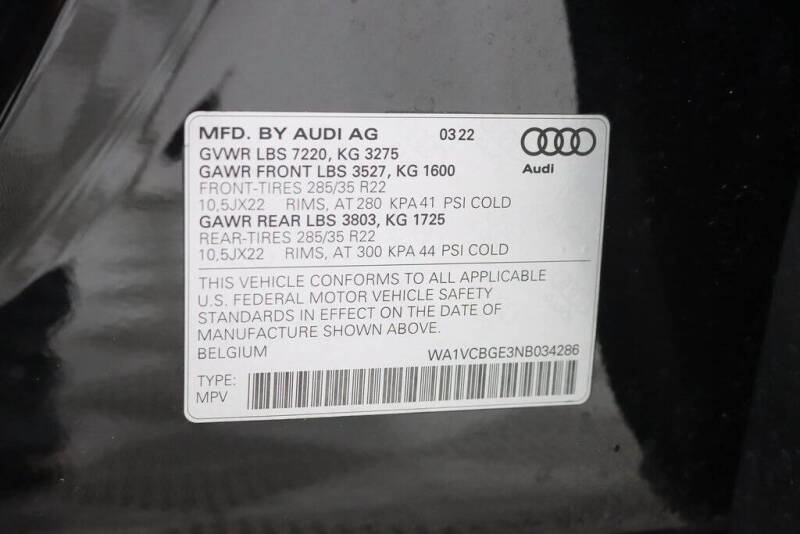 MFD. BY AUDI AG 0322
GVWR LBS 7220, KG 3275
GAWR FRONT LBS 3527, KG 1600
FRONT-TIRES 285/35 R22
10,5JX22 RIMS, AT 280 KPA 41 PSI COLD
GAWR REAR LBS 3803, KG 1725
REAR-TIRES 285/35 R22
10,5JX22 RIMS, AT 300 KPA 44 PSI COLD
Audi
THIS VEHICLE CONFORMS TO ALL APPLICABLE
U.S. FEDERAL MOTOR VEHICLE SAFETY
STANDARDS IN EFFECT ON THE DATE OF
MANUFACTURE SHOWN ABOVE.
BELGIUM WA1VCBGE3NB034286
TYPE:
MPV